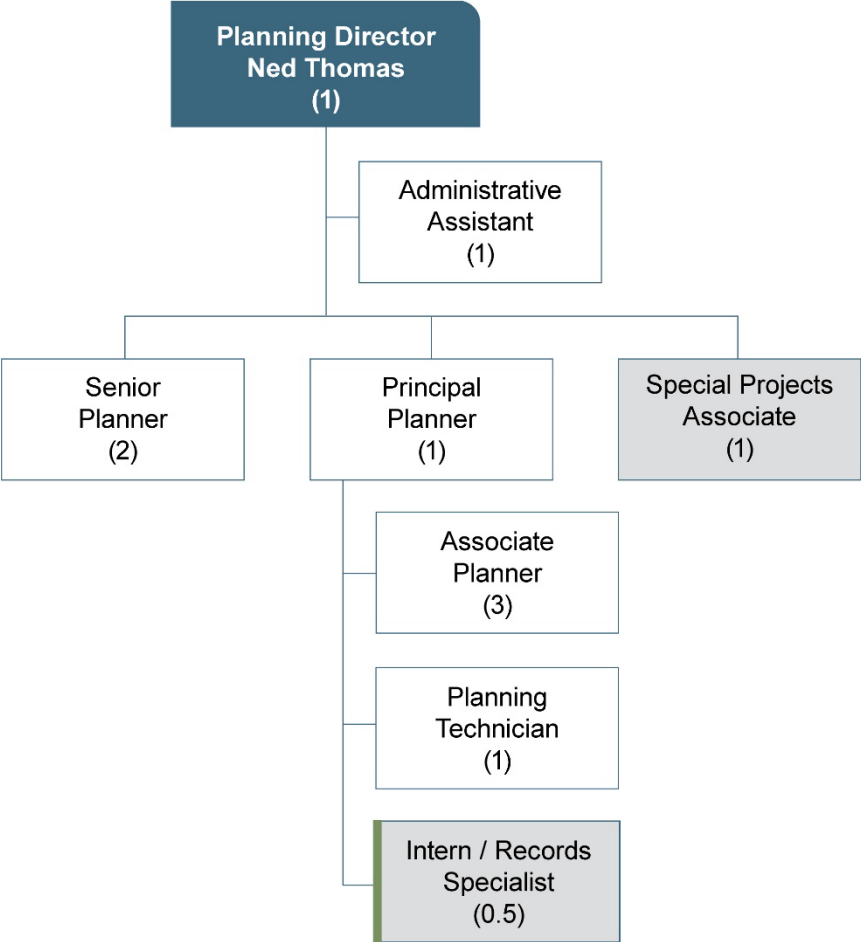 Planning Director
Ned Thomas
(1)
Administrative
Assistant
(1)
Senior
Planner
(2)
Principal
Planner
(1)
Special Projects
Associate
(1)
Associate
Planner
(3)
Planning
Technician
(1)
Intern / Records
Specialist
(0.5)